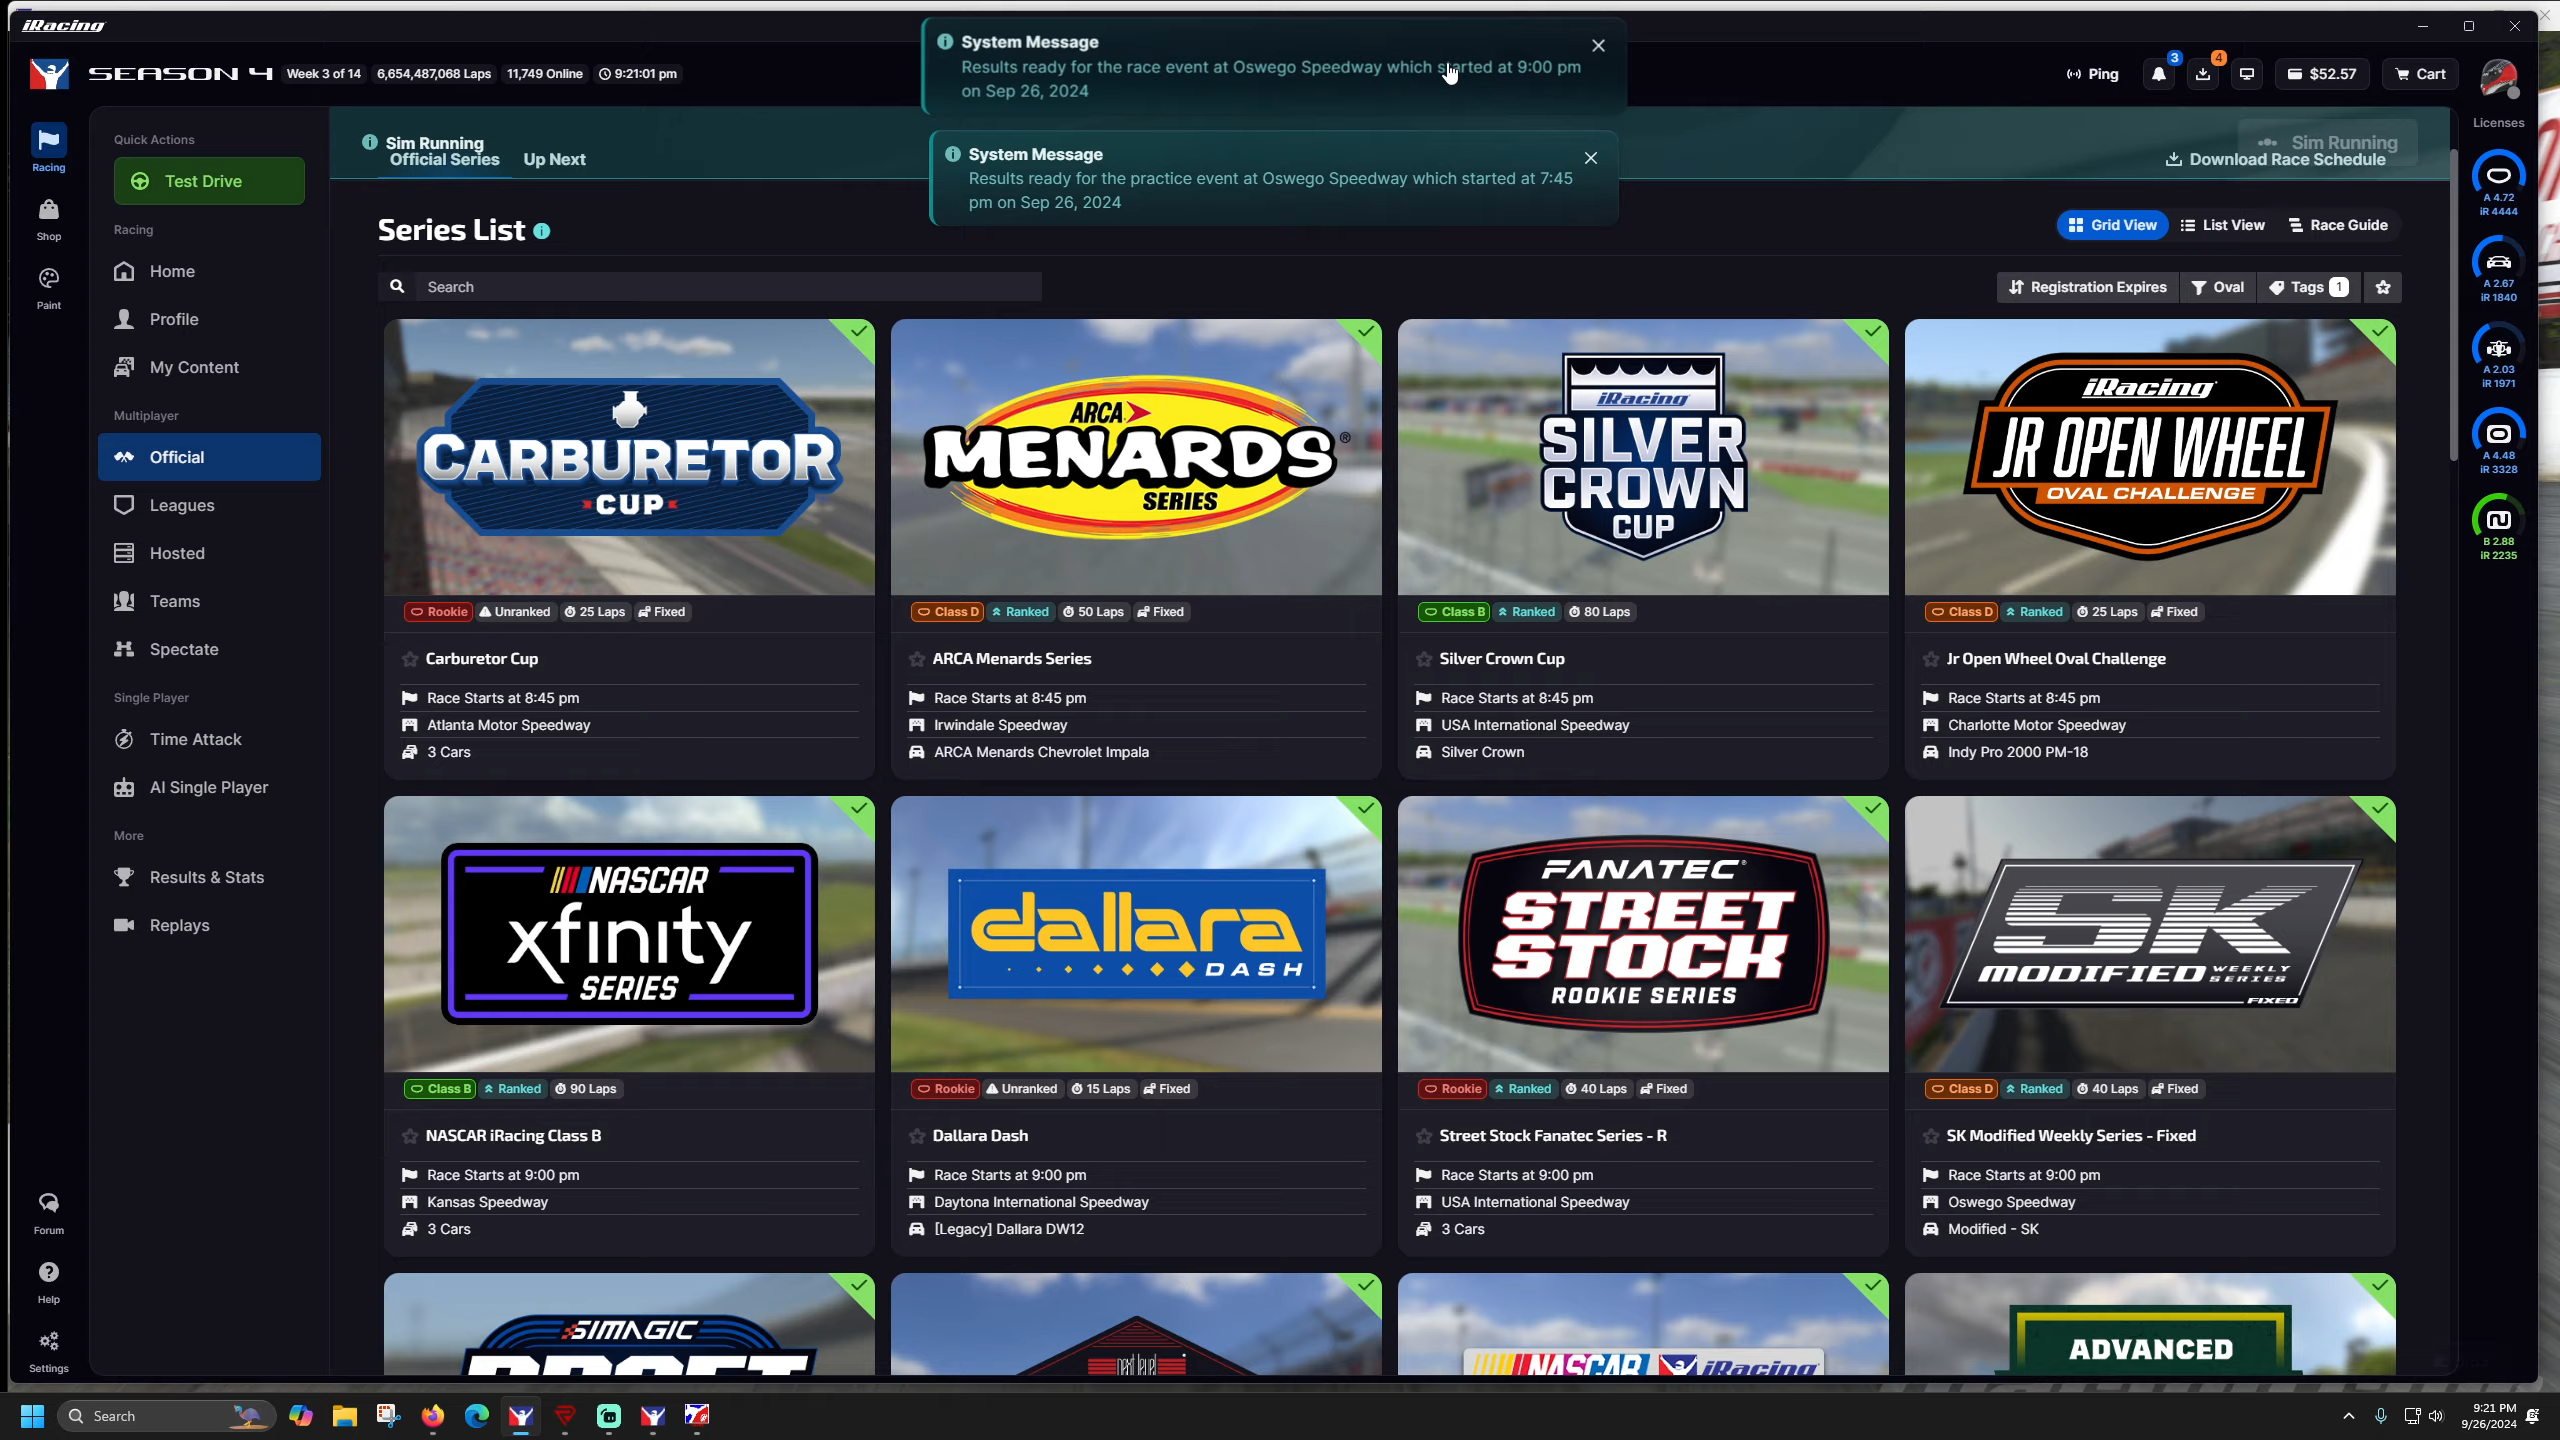 iRacing
SEASON 4
Week 3 of 14
6,654,487,068 Laps
11,749 Online
9:21:01 pm
System Message
Results ready for the race event at Oswego Speedway which started at 9:00 pm
on Sep 26, 2024
System Message
Results ready for the practice event at Oswego Speedway which started at 7:45
pm on Sep 26, 2024
Ping
3
4
$52.57
Cart
Racing
Shop
Paint
Forum
Help
Settings
Quick Actions
Test Drive
Racing
Home
Profile
My Content
Multiplayer
Official
Leagues
Hosted
Teams
Spectate
Single Player
Time Attack
AI Single Player
More
Results & Stats
Replays
Sim Running
Official Series
Up Next
Sim Running
Download Race Schedule
Series List
Grid View
List View
Race Guide
Search
Registration Expires
Oval
Tags 1
CARBURETOR
CUP
Rookie Unranked 25 Laps Fixed
Carburetor Cup
Race Starts at 8:45 pm
Atlanta Motor Speedway
3 Cars
ARCA
MENARDS®
SERIES
Class D Ranked 50 Laps Fixed
ARCA Menards Series
Race Starts at 8:45 pm
Irwindale Speedway
ARCA Menards Chevrolet Impala
iRacing
SILVER
CROWN
CUP
Class B Ranked 80 Laps
Silver Crown Cup
Race Starts at 8:45 pm
USA International Speedway
Silver Crown
iRacing
JR OPEN WHEEL
OVAL CHALLENGE
Class D Ranked 25 Laps Fixed
Jr Open Wheel Oval Challenge
Race Starts at 8:45 pm
Charlotte Motor Speedway
Indy Pro 2000 PM-18
NASCAR
xfinity
SERIES
Class B Ranked 90 Laps
NASCAR iRacing Class B
Race Starts at 9:00 pm
Kansas Speedway
3 Cars
dallara
DASH
Rookie Unranked 15 Laps Fixed
Dallara Dash
Race Starts at 9:00 pm
Daytona International Speedway
[Legacy] Dallara DW12
FANATEC
STREET
STOCK
ROOKIE SERIES
Rookie Ranked 40 Laps Fixed
Street Stock Fanatec Series - R
Race Starts at 9:00 pm
USA International Speedway
3 Cars
SK
MODIFIED WEEKLY SERIES
FIXED
Class D Ranked 40 Laps Fixed
SK Modified Weekly Series - Fixed
Race Starts at 9:00 pm
Oswego Speedway
Modified - SK
SIMAGIC
DRAFT
next level
NASCAR iRacing
ADVANCED
Licenses
A 4.72
iR 4444
A 2.67
iR 1840
A 2.03
iR 1971
A 4.48
iR 3328
B 2.88
iR 2235
Search
9:21 PM
9/26/2024